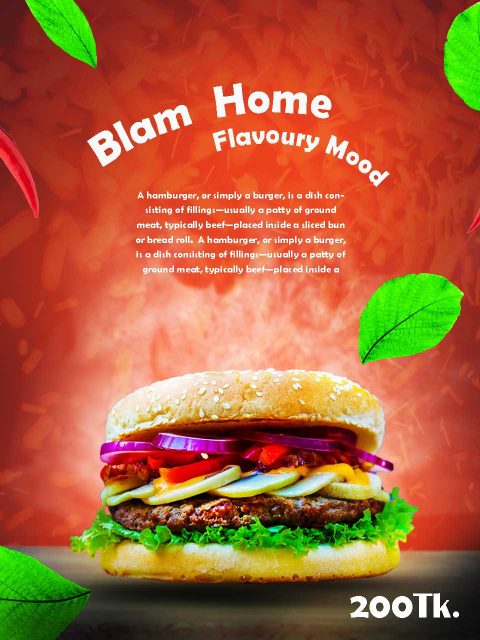 Blam Home
Flavoury Mood
A hamburger, or simply a burger, is a dish con-
sisting of fillings—usually a patty of ground
meat, typically beef—placed inside a sliced bun
or bread roll. A hamburger, or simply a burger,
is a dish consisting of fillings—usually a patty of
ground meat, typically beef—placed inside a
200Tk.